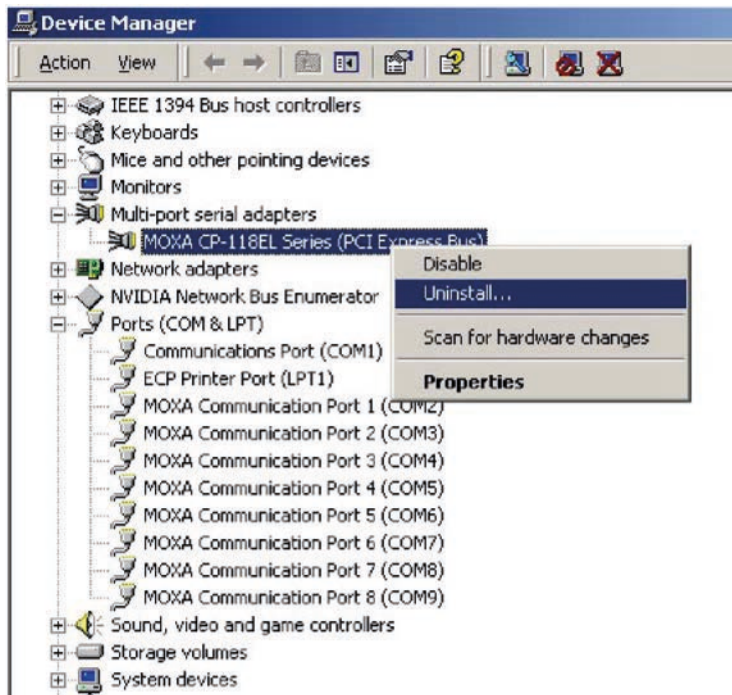 Device Manager
Action View
IEEE 1394 Bus host controllers
Keyboards
Mice and other pointing devices
Monitors
Multi-port serial adapters
MOXA CP-118EL Series (PCI Express Bus)
Network adapters
NVIDIA Network Bus Enumerator
Ports (COM & LPT)
Communications Port (COM1)
ECP Printer Port (LPT1)
MOXA Communication Port 1 (COM2)
MOXA Communication Port 2 (COM3)
MOXA Communication Port 3 (COM4)
MOXA Communication Port 4 (COM5)
MOXA Communication Port 5 (COM6)
MOXA Communication Port 6 (COM7)
MOXA Communication Port 7 (COM8)
MOXA Communication Port 8 (COM9)
Sound, video and game controllers
Storage volumes
System devices
Disable
Uninstall...
Scan for hardware changes
Properties